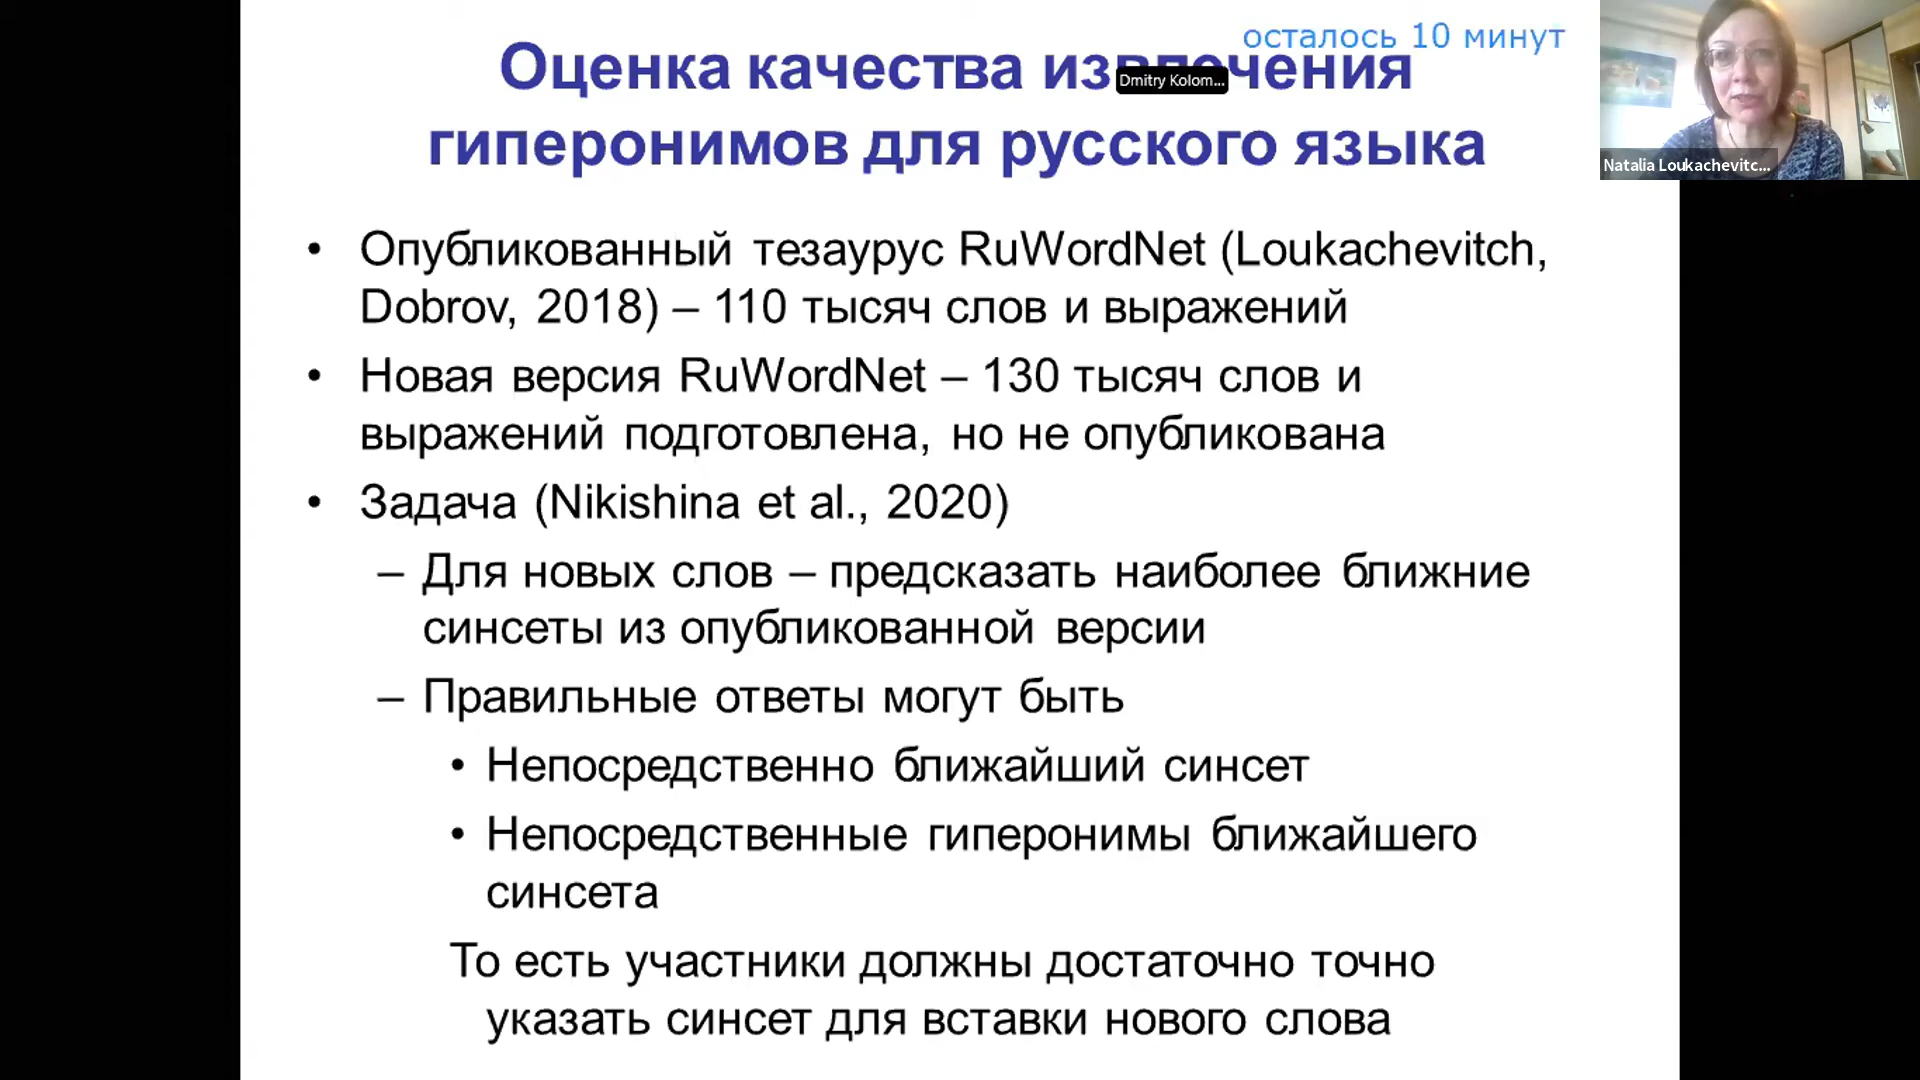 осталось 10 минут
Оценка качества извлечения
Dmitry Kolom...
гиперонимов для русского языка
Natalia Loukachevitc...
• Опубликованный тезаурус RuWordNet (Loukachevitch,
Dobrov, 2018) – 110 тысяч слов и выражений
• Новая версия RuWordNet – 130 тысяч слов и
выражений подготовлена, но не опубликована
• Задача (Nikishina et al., 2020)
– Для новых слов – предсказать наиболее ближние
синсеты из опубликованной версии
– Правильные ответы могут быть
• Непосредственно ближайший синсет
• Непосредственные гиперонимы ближайшего
синсета
То есть участники должны достаточно точно
указать синсет для вставки нового слова